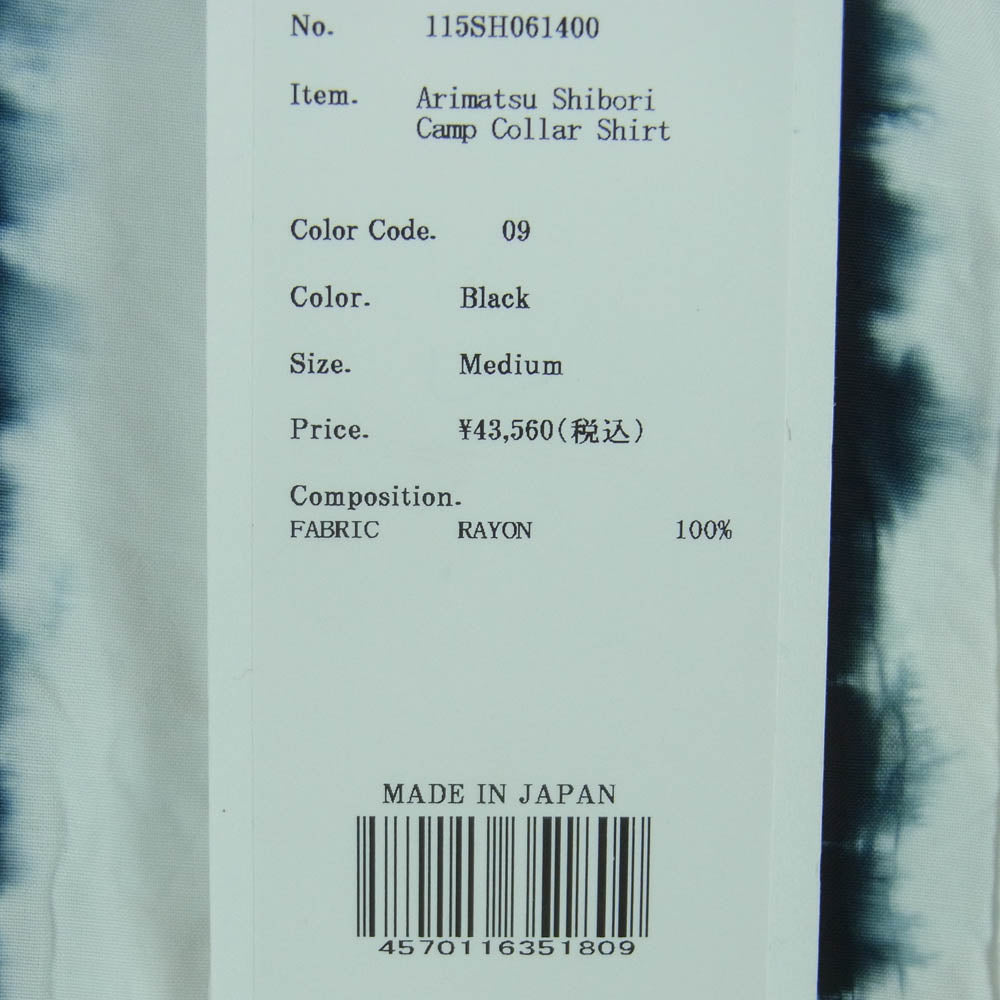 No. 115SH061400
Item. Arimatsu Shibori
Camp Collar Shirt
Color Code. 09
Color. Black
Size. Medium
Price. ¥43,560(税込)
Composition.
FABRIC RAYON 100%
MADE IN JAPAN
4570116351809